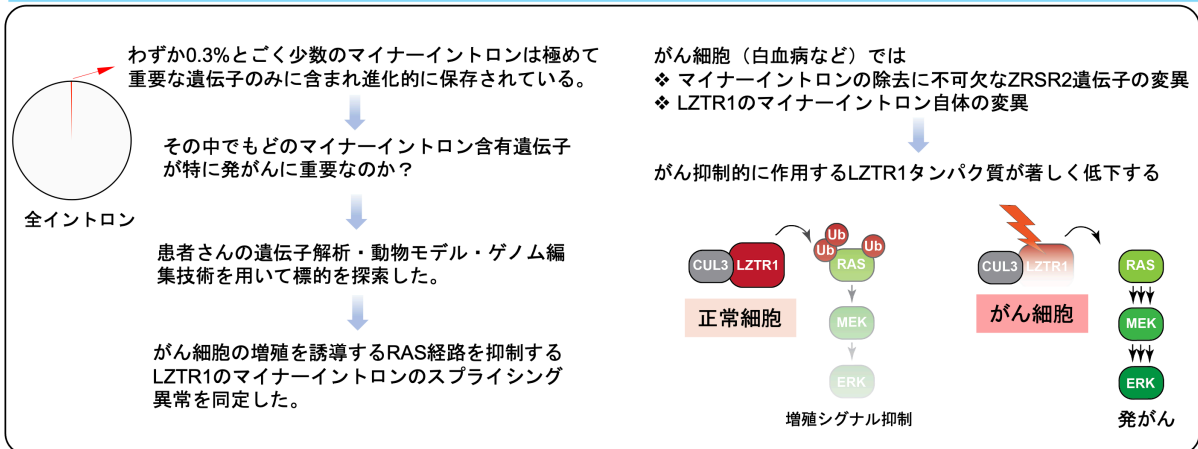 わずか0.3%とごく少数のマイナーイントロンは極めて
重要な遺伝子のみに含まれ進化的に保存されている。
その中でもどのマイナーイントロン含有遺伝子
が特に発がんに重要なのか？
全イントロン
患者さんの遺伝子解析・動物モデル・ゲノム編
集技術を用いて標的を探索した。
がん細胞の増殖を誘導するRAS経路を抑制する
LZTR1のマイナーイントロンのスプライシング
異常を同定した。
がん細胞（白血病など）では
❖ マイナーイントロンの除去に不可欠なZRSR2遺伝子の変異
❖ LZTR1のマイナーイントロン自体の変異
がん抑制的に作用するLZTR1タンパク質が著しく低下する
CUL3
LZTR1
Ub
Ub
Ub
RAS
MEK
ERK
正常細胞
増殖シグナル抑制
CUL3
LZTR1
がん細胞
RAS
MEK
ERK
発がん